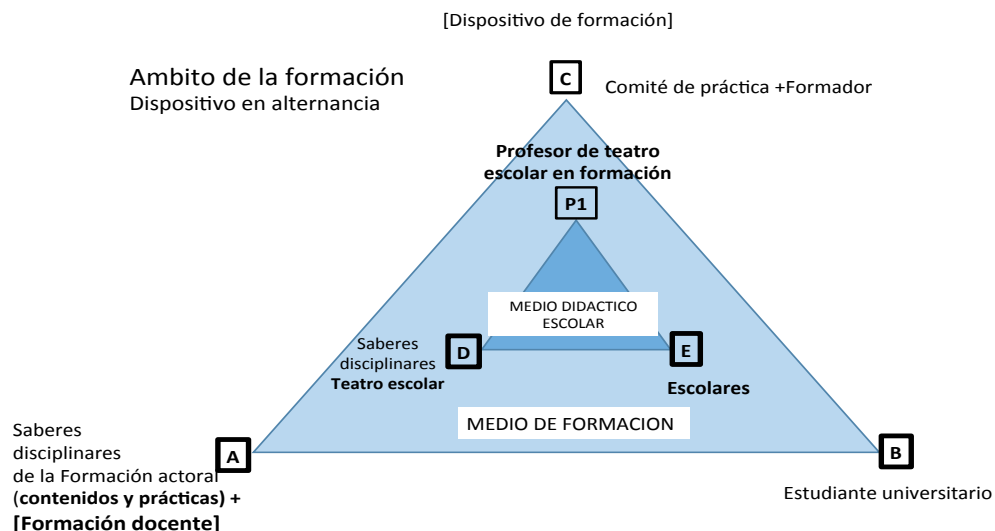 [Dispositivo de formación]
Ambito de la formación
Dispositivo en alternancia
C
Comité de práctica +Formador
Profesor de teatro
escolar en formación
P1
MEDIO DIDACTICO
ESCOLAR
Saberes
disciplinares
Teatro escolar
D
E
Escolares
MEDIO DE FORMACION
Saberes
disciplinares
de la Formación actoral
(contenidos y prácticas) +
[Formación docente]
A
B
Estudiante universitario